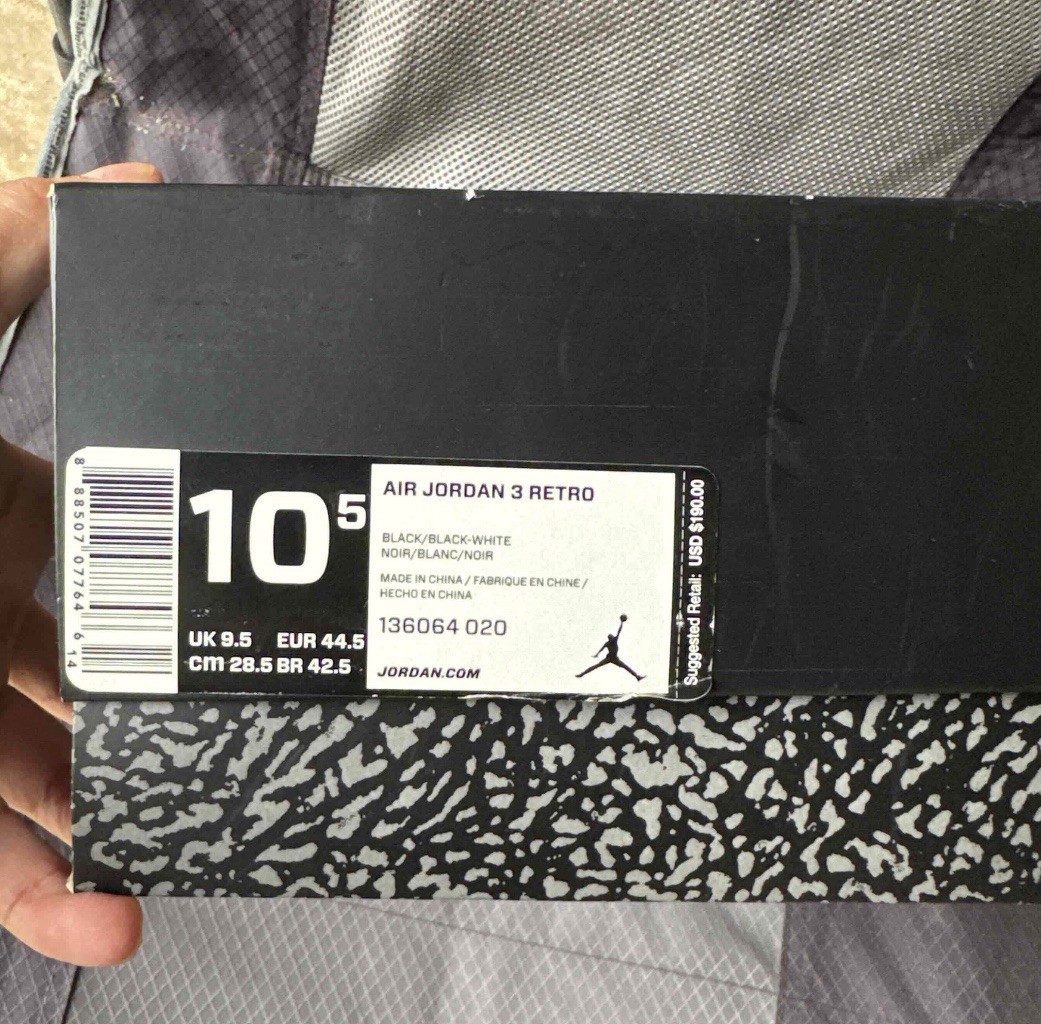 8 88507 07764 6 14
10 5
UK 9.5 EUR 44.5
cm 28.5 BR 42.5
AIR JORDAN 3 RETRO
BLACK/BLACK-WHITE
NOIR/BLANC/NOIR
MADE IN CHINA / FABRIQUE EN CHINE /
HECHO EN CHINA
136064 020
JORDAN.COM
Suggested Retail: USD $190.00